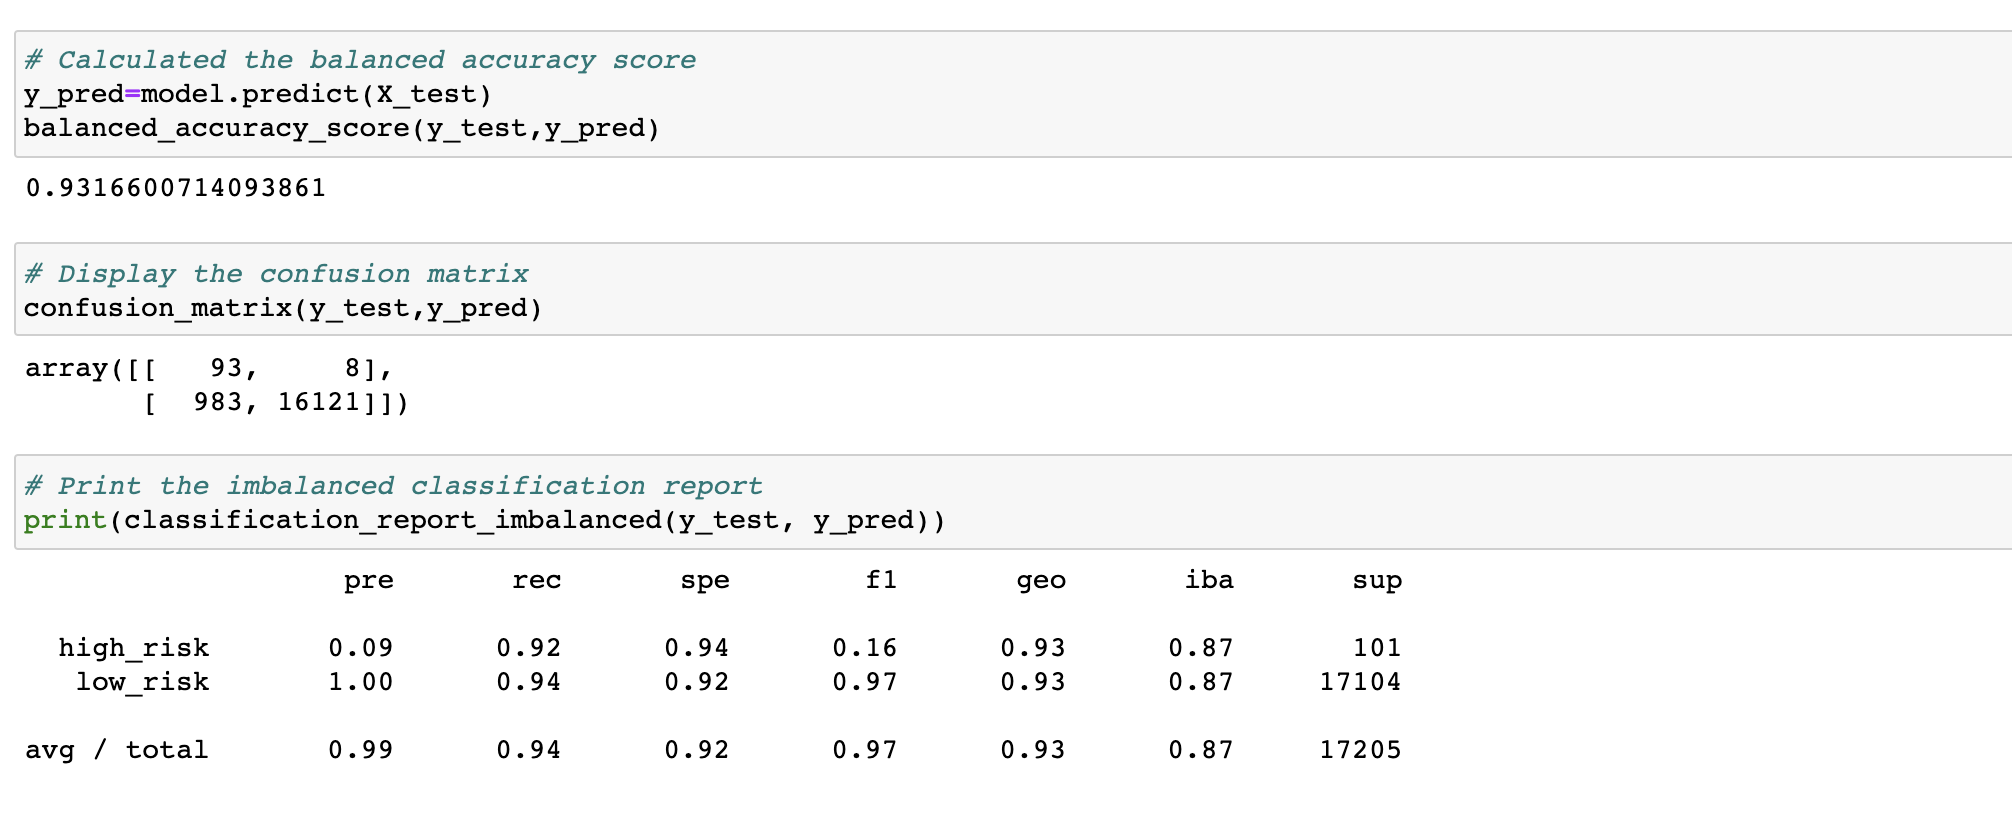 # Calculated the balanced accuracy score
y_pred=model.predict(X_test)
balanced_accuracy_score(y_test,y_pred)
0.9316600714093861
# Display the confusion matrix
confusion_matrix(y_test,y_pred)
array([[   93,     8],
       [  983, 16121]])
# Print the imbalanced classification report
print(classification_report_imbalanced(y_test, y_pred))
                   pre       rec       spe        f1       geo       iba       sup
  high_risk       0.09      0.92      0.94      0.16      0.93      0.87       101
   low_risk       1.00      0.94      0.92      0.97      0.93      0.87     17104
avg / total       0.99      0.94      0.92      0.97      0.93      0.87     17205